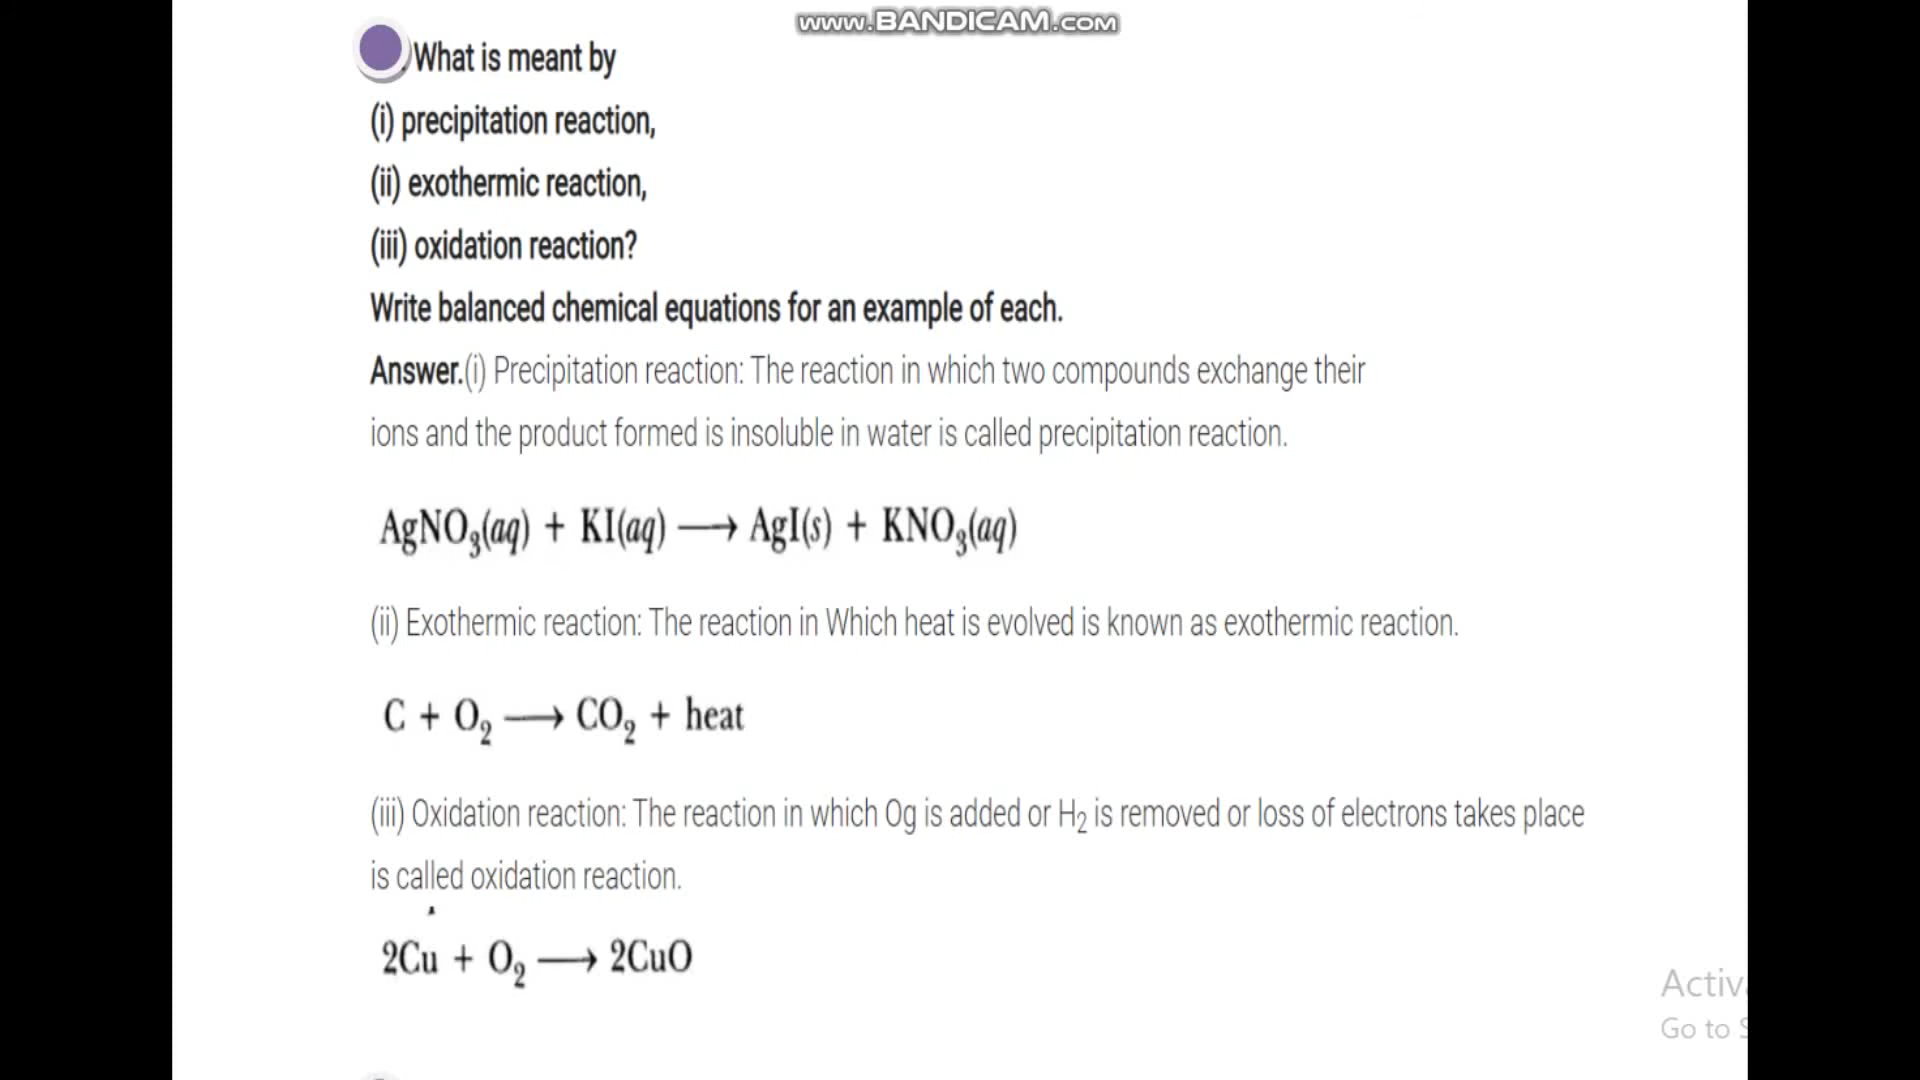 www.BANDICAM.com
What is meant by
(i) precipitation reaction,
(ii) exothermic reaction,
(iii) oxidation reaction?
Write balanced chemical equations for an example of each.
Answer.(i) Precipitation reaction: The reaction in which two compounds exchange their
ions and the product formed is insoluble in water is called precipitation reaction.
AgNO₃(aq) + KI(aq) ⟶ AgI(s) + KNO₃(aq)
(ii) Exothermic reaction: The reaction in Which heat is evolved is known as exothermic reaction.
C + O₂ ⟶ CO₂ + heat
(iii) Oxidation reaction: The reaction in which Og is added or H₂ is removed or loss of electrons takes place
is called oxidation reaction.
2Cu + O₂ ⟶ 2CuO
Activ
Go to S